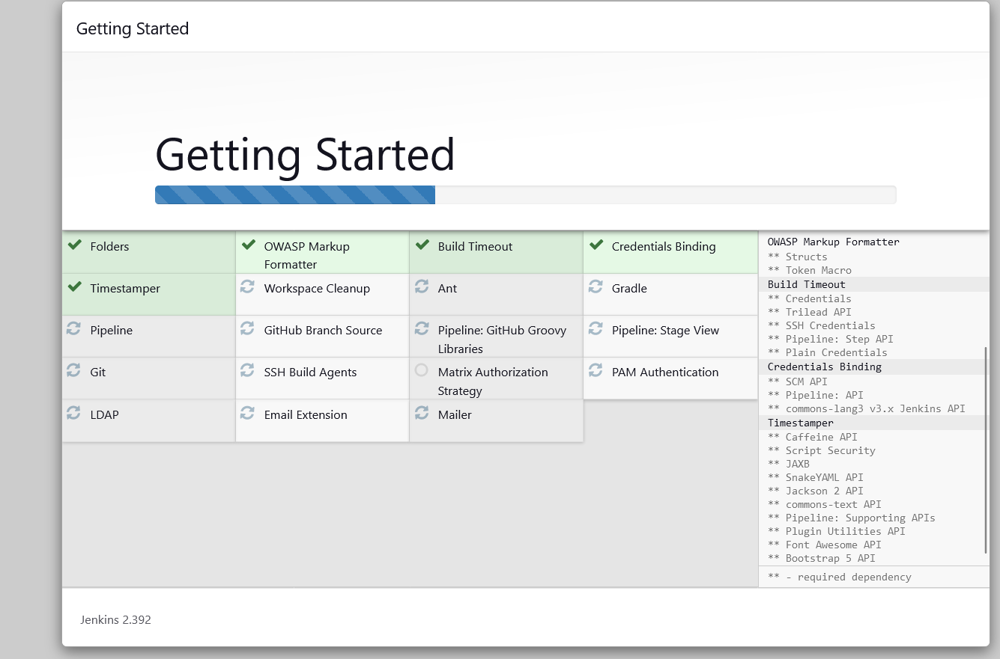 Getting Started
Getting Started
Folders
OWASP Markup
Formatter
Build Timeout
Credentials Binding
Timestamper
Workspace Cleanup
Ant
Gradle
Pipeline
GitHub Branch Source
Pipeline: GitHub Groovy
Libraries
Pipeline: Stage View
Git
SSH Build Agents
Matrix Authorization
Strategy
PAM Authentication
LDAP
Email Extension
Mailer
OWASP Markup Formatter
** Structs
** Token Macro
Build Timeout
** Credentials
** Trilead API
** SSH Credentials
** Pipeline: Step API
** Plain Credentials
Credentials Binding
** SCM API
** Pipeline: API
** commons-lang3 v3.x Jenkins API
Timestamper
** Caffeine API
** Script Security
** JAXB
** SnakeYAML API
** Jackson 2 API
** commons-text API
** Pipeline: Supporting APIs
** Plugin Utilities API
** Font Awesome API
** Bootstrap 5 API
** - required dependency
Jenkins 2.392